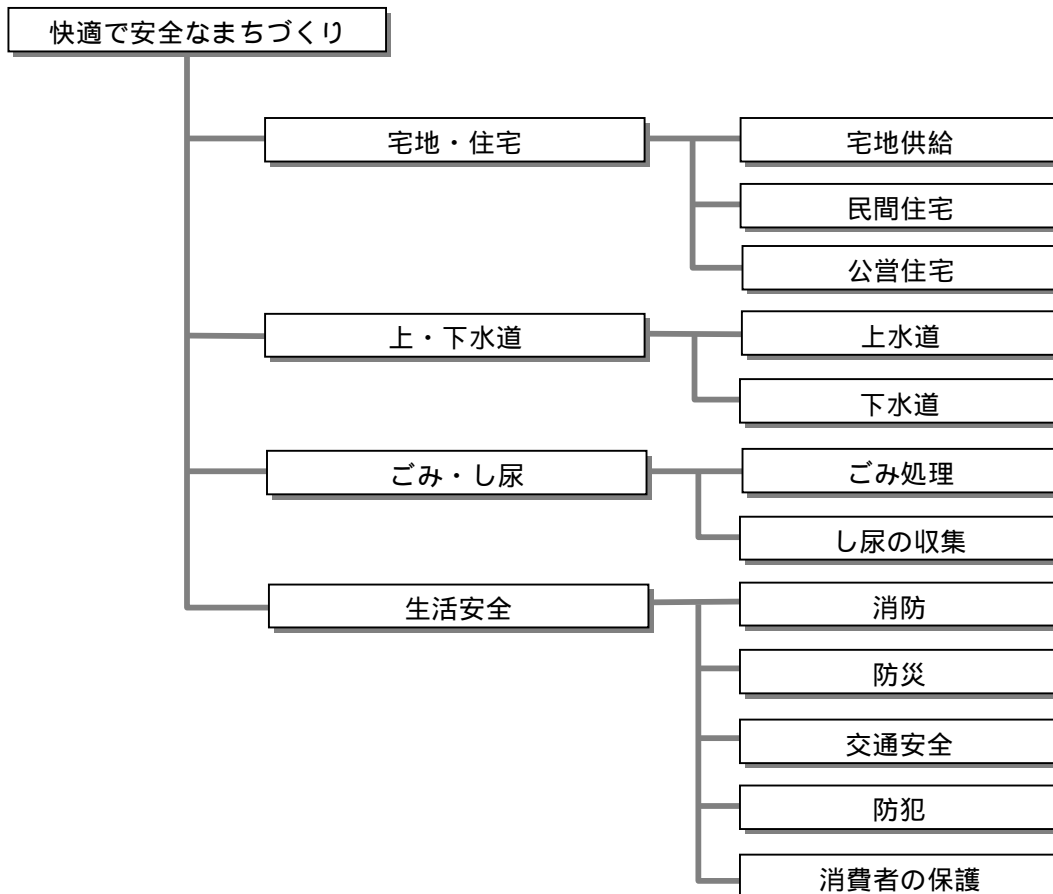 快適で安全なまちづくり
宅地・住宅
宅地供給
民間住宅
公営住宅
上・下水道
上水道
下水道
ごみ・し尿
ごみ処理
し尿の収集
生活安全
消防
防災
交通安全
防犯
消費者の保護